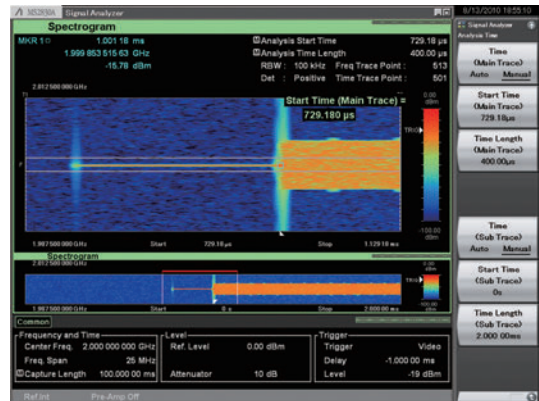 MS2830A Signal Analyzer
8/13/2010 18:55:10
Spectrogram
MKR 1
1.001 18 ms
1.999 853 515 63 GHz
-15.78 dBm
Analysis Start Time 729.18 µs
Analysis Time Length 400.00 µs
RBW : 100 kHz Freq Trace Point : 513
Det : Positive Time Trace Point : 501
2.012 500 000 GHz
0.00
dBm
Start Time (Main Trace) =
729.180 µs
TRIG
F
-100.00
dBm
1.987 500 000 GHz Start 729.18 µs Stop 1.129 18 ms
Spectrogram
2.012 500 000 GHz
0.00
dBm
TRIG
-100.00
dBm
1.987 500 000 GHz Start 0 s Stop 2.000 00 ms
Common
Frequency and Time
Center Freq. 2.000 000 000 GHz
Freq. Span 25 MHz
Capture Length 100.000 00 ms
Level
Ref. Level 0.00 dBm
Attenuator 10 dB
Trigger
Trigger Video
Delay -1.000 00 ms
Level -19 dBm
Ref.Int Pre-Amp Off
Signal Analyzer
Analysis Time
Time
(Main Trace)
Auto Manual
Start Time
(Main Trace)
729.18µs
Time Length
(Main Trace)
400.00µs
Time
(Sub Trace)
Auto Manual
Start Time
(Sub Trace)
0s
Time Length
(Sub Trace)
2.000 00ms